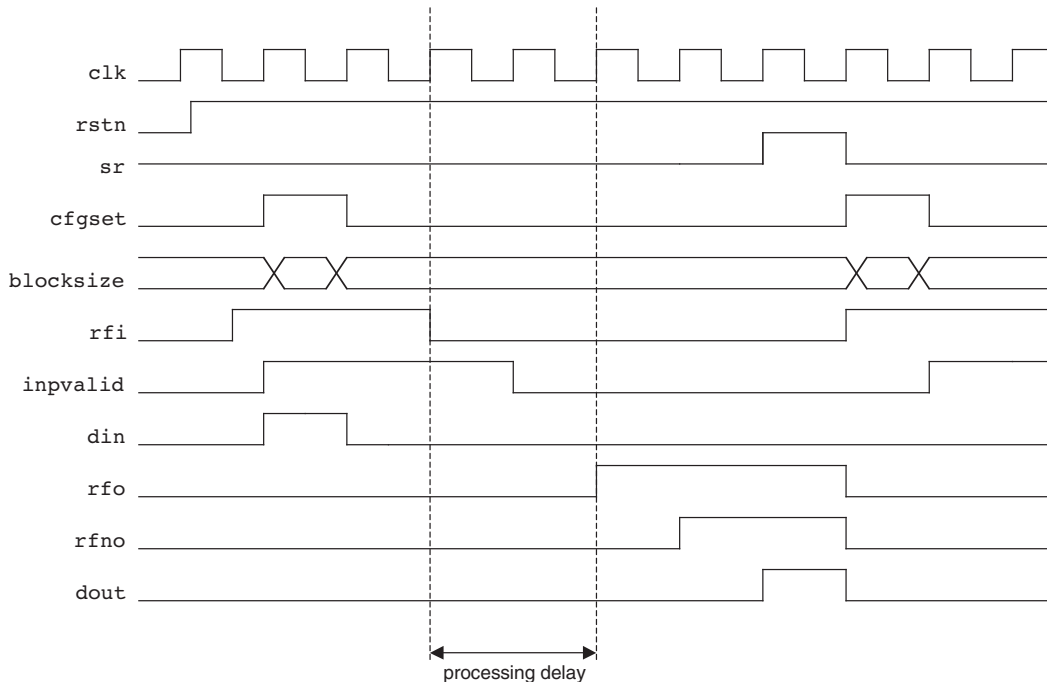 clk
rstn
sr
cfgset
blocksize
rfi
inpvalid
din
rfo
rfno
dout
processing delay